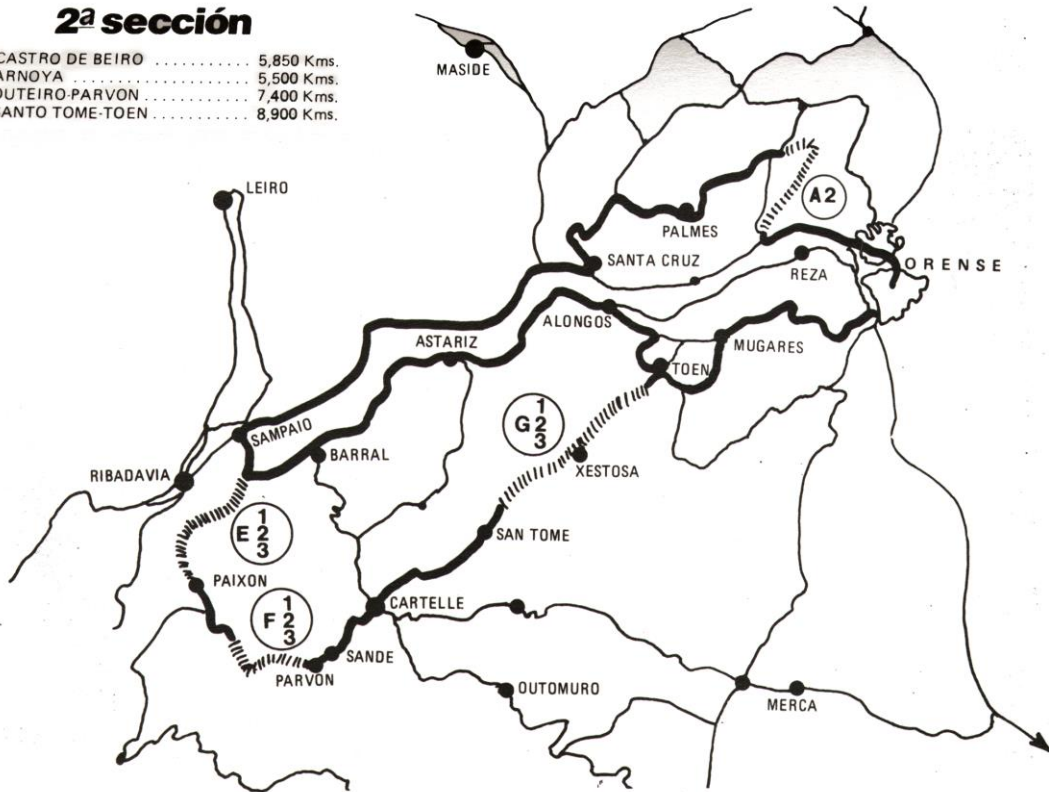 2ª sección
CASTRO DE BEIRO .......... 5,850 Kms.
ARNOYA .................. 5,500 Kms.
OUTEIRO-PARVON ........... 7,400 Kms.
SANTO TOME-TOEN .......... 8,900 Kms.
MASIDE
LEIRO
A2
PALMES
SANTA CRUZ
REZA
ORENSE
ALONGOS
ASTARIZ
MUGARES
TOEN
G 1 2 3
SAMPAIO
BARRAL
XESTOSA
RIBADAVIA
E 1 2 3
SAN TOME
PAIXON
F 1 2 3
CARTELLE
SANDE
PARVON
OUTOMURO
MERCA